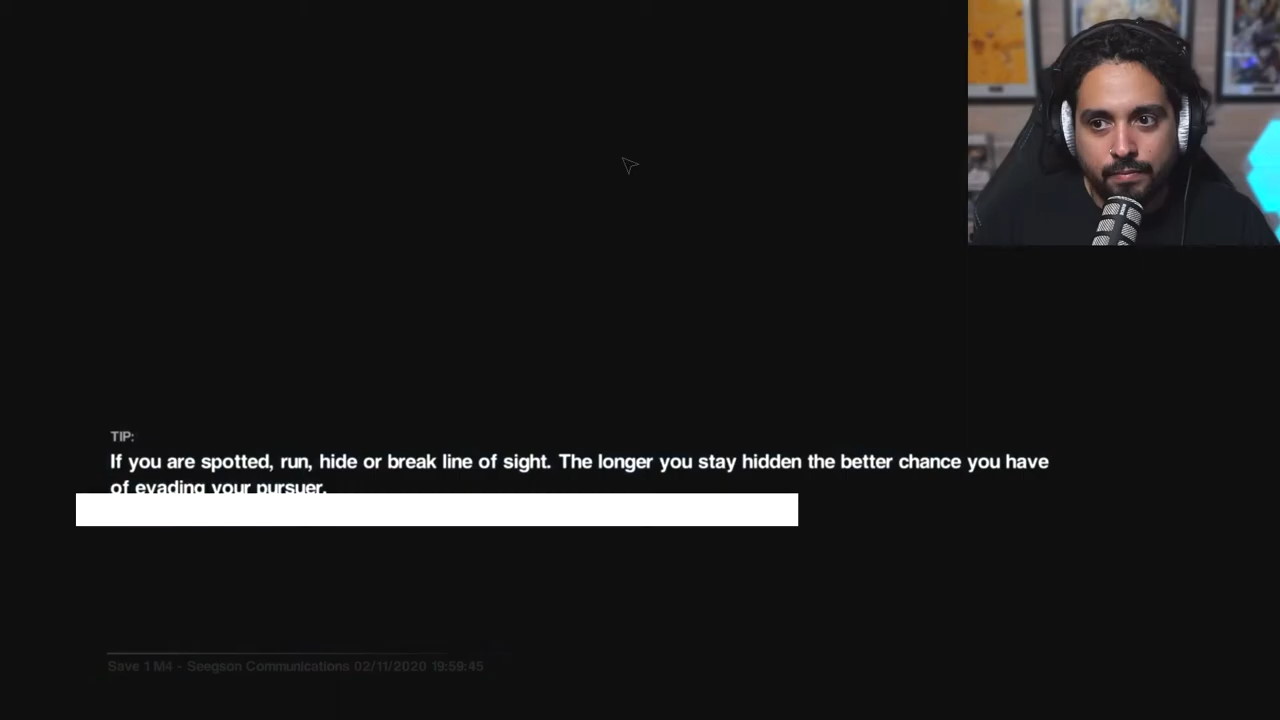 TIP:
If you are spotted, run, hide or break line of sight. The longer you stay hidden the better chance you have
of evading your pursuer.
Save 1 M4 - Seegson Communications 02/11/2020 19:59:45